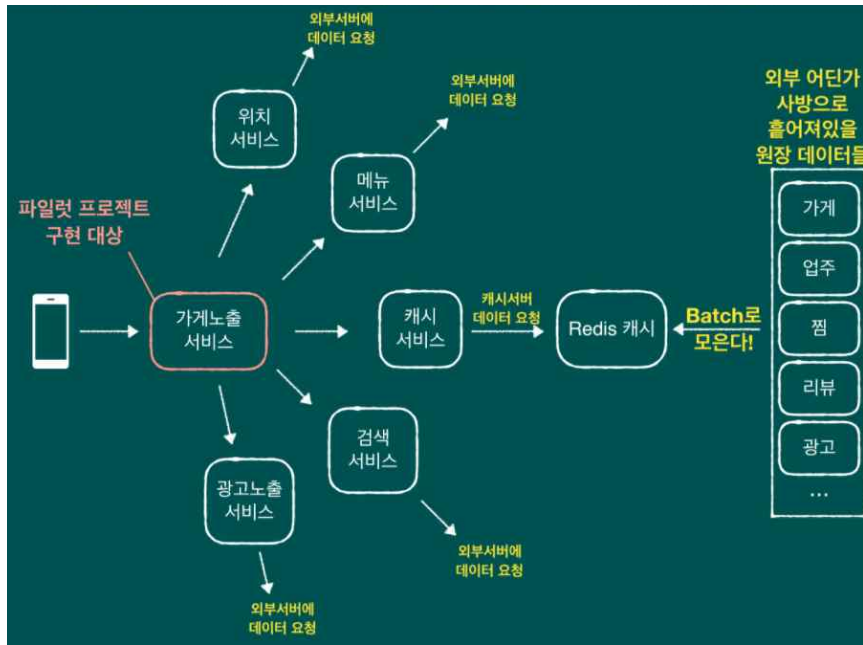 외부서버에
데이터 요청
위치
서비스
외부서버에
데이터 요청
메뉴
서비스
외부 어딘가
사방으로
흩어져있을
원장 데이터들
파일럿 프로젝트
구현 대상
가게노출
서비스
캐시
서비스
캐시서버
데이터 요청
Redis 캐시
Batch로
모은다!
가게
업주
찜
리뷰
광고
...
검색
서비스
광고노출
서비스
외부서버에
데이터 요청
외부서버에
데이터 요청